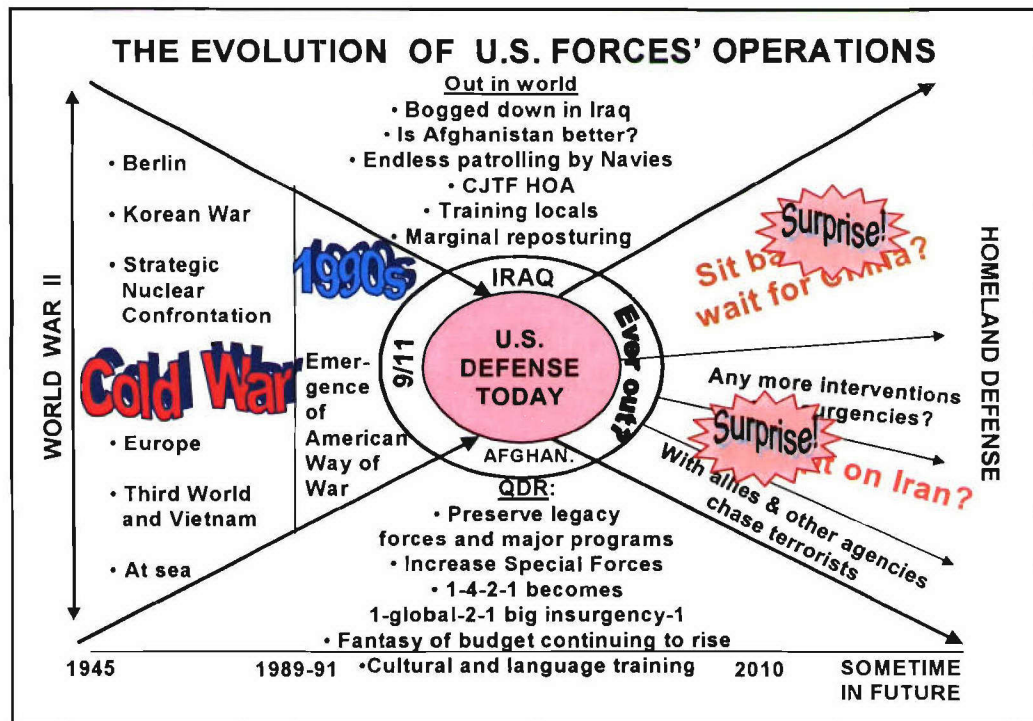 THE EVOLUTION OF U.S. FORCES' OPERATIONS
Out in world
• Bogged down in Iraq
• Is Afghanistan better?
• Endless patrolling by Navies
• CJTF HOA
• Training locals
• Marginal reposturing
WORLD WAR II
• Berlin
• Korean War
• Strategic
Nuclear
Confrontation
Cold War
• Europe
• Third World
and Vietnam
• At sea
1990s
Emer-
gence
of
American
Way of
War
IRAQ
9/11
U.S.
DEFENSE
TODAY
Ever out?
AFGHAN.
QDR:
• Preserve legacy
forces and major programs
• Increase Special Forces
• 1-4-2-1 becomes
1-global-2-1 big insurgency-1
• Fantasy of budget continuing to rise
•Cultural and language training
Surprise!
Sit
wait for
Any more interventions
Surprise!
on Iran?
With allies & other agencies
chase terrorists
HOMELAND DEFENSE
1945
1989-91
2010
SOMETIME
IN FUTURE